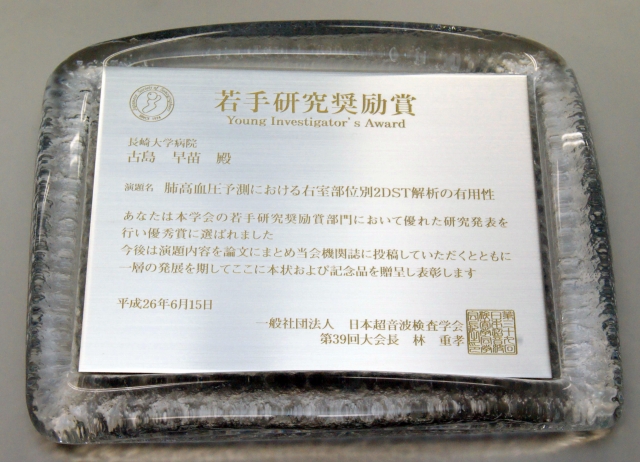 若手研究奨励賞
Young Investigator's Award
長崎大学病院
古島 早苗 殿
演題名 肺高血圧予測における右室部位別2DST解析の有用性
あなたは本学会の若手研究奨励賞部門において優れた研究発表を
行い優秀賞に選ばれました
今後は演題内容を論文にまとめ当会機関誌に投稿していただくとともに
一層の発展を期してここに本状および記念品を贈呈し表彰します
平成26年6月15日
一般社団法人 日本超音波検査学会
第39回大会長 林 重孝